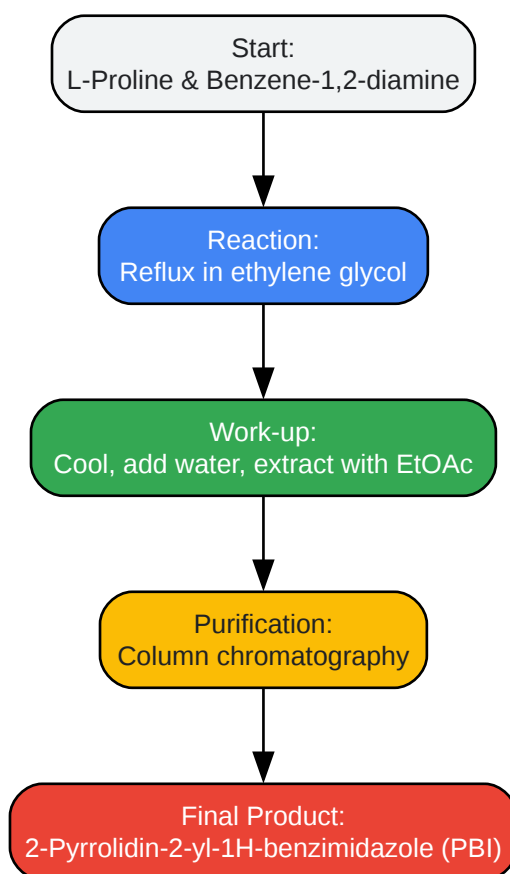 Start:
L-Proline & Benzene-1,2-diamine
Reaction:
Reflux in ethylene glycol
Work-up:
Cool, add water, extract with EtOAc
Purification:
Column chromatography
Final Product:
2-Pyrrolidin-2-yl-1H-benzimidazole (PBI)